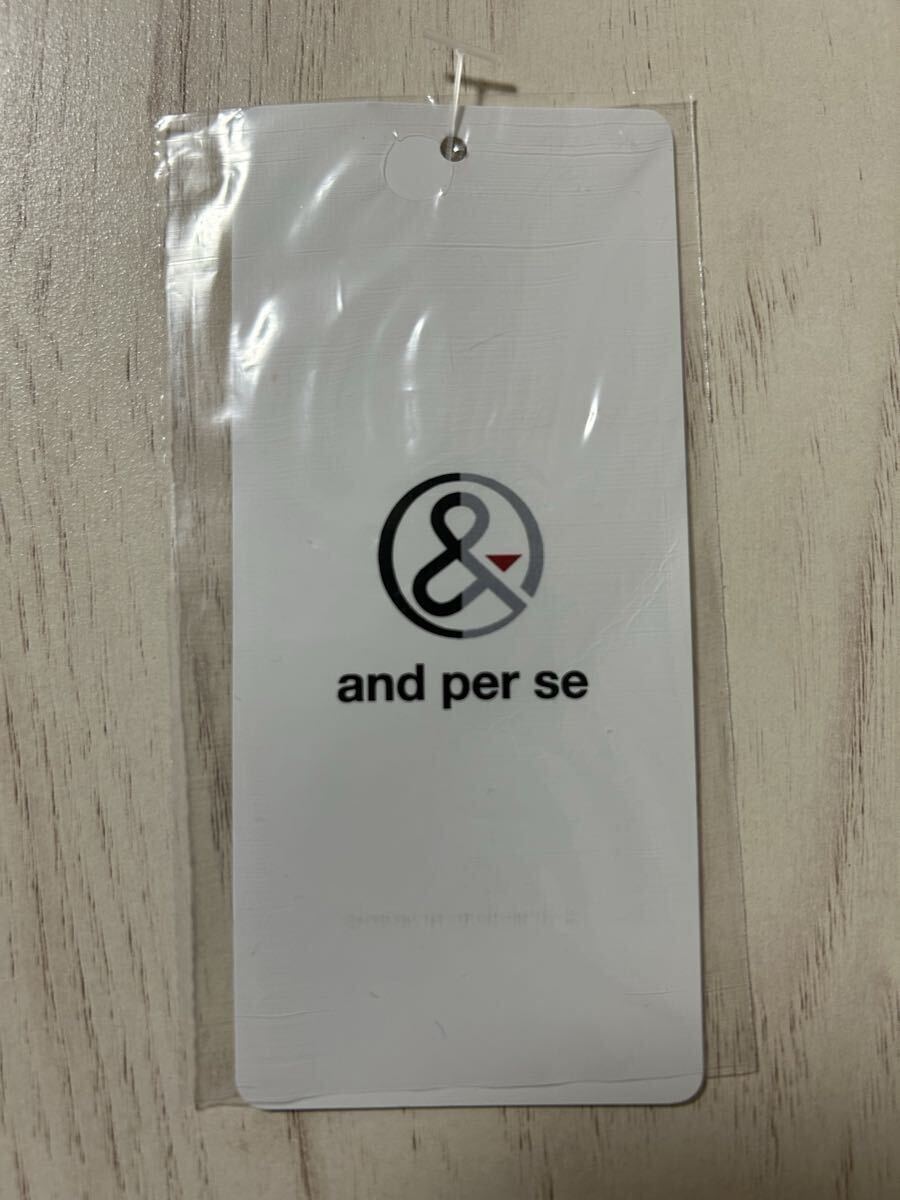 &
and per se